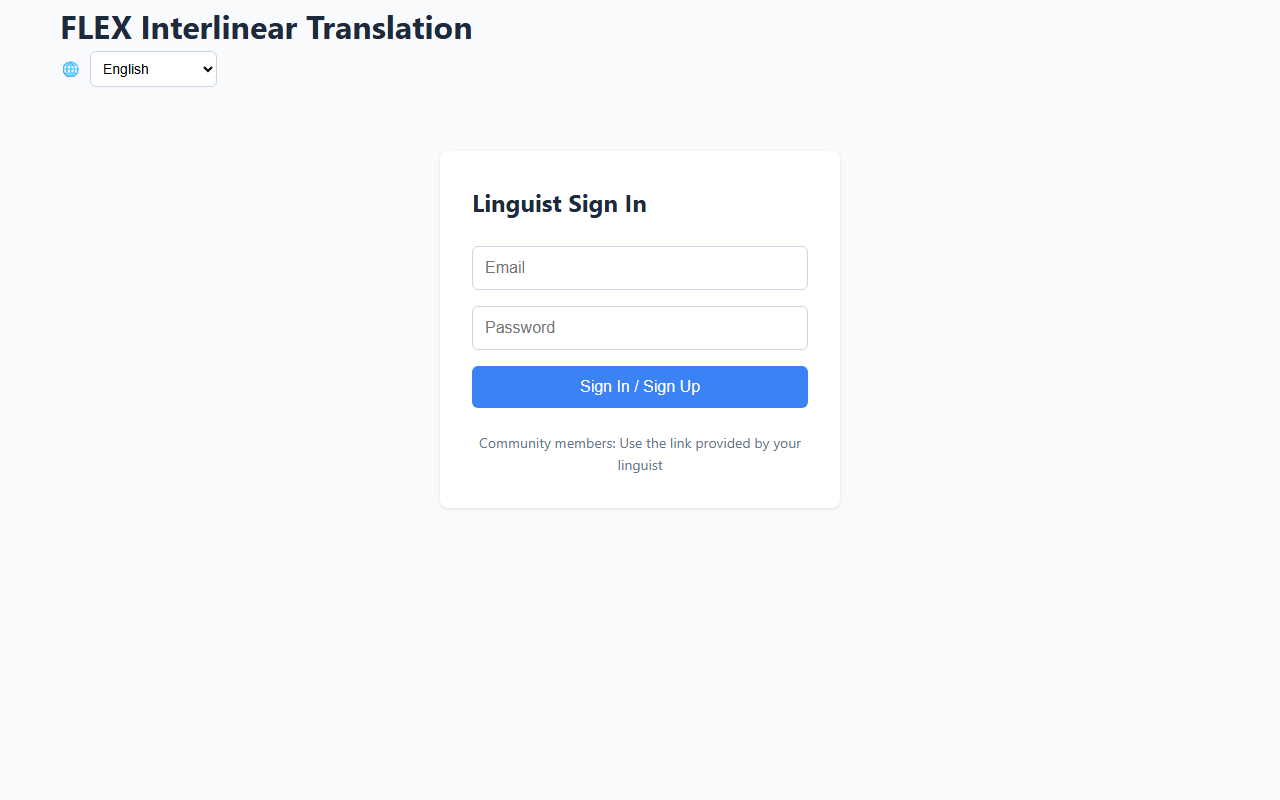 FLEX Interlinear Translation
🌐 English
Linguist Sign In
Email
Password
Sign In / Sign Up
Community members: Use the link provided by your
linguist